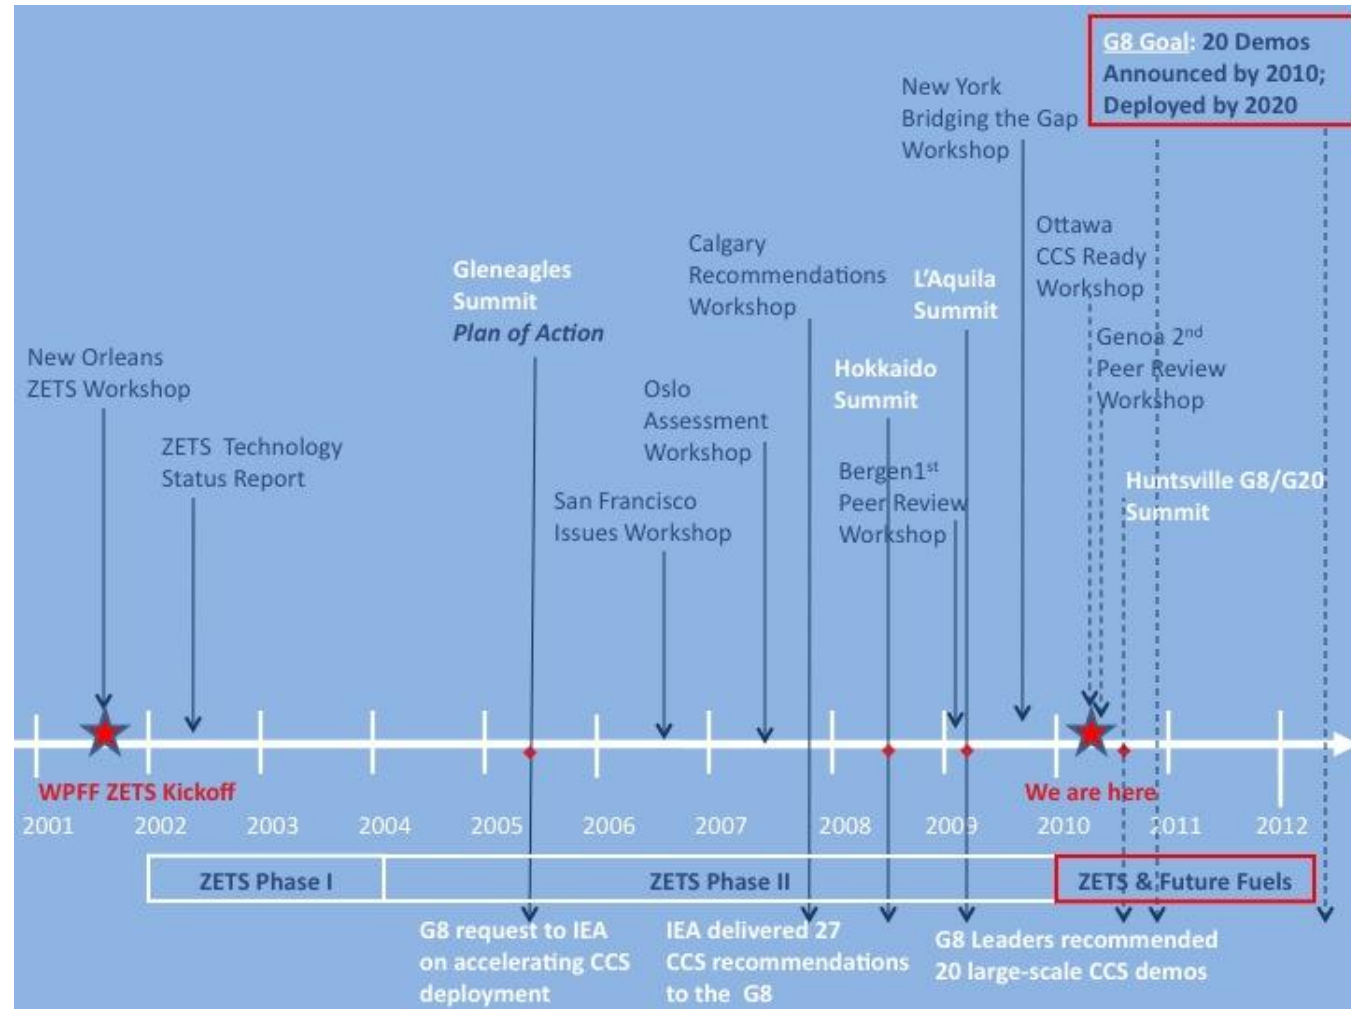 G8 Goal: 20 Demos
Announced by 2010;
Deployed by 2020
New York
Bridging the Gap
Workshop
Ottawa
CCS Ready
Workshop
Calgary
Recommendations
Workshop
Gleneagles
Summit
Plan of Action
L'Aquila
Summit
Genoa 2nd
Peer Review
Workshop
New Orleans
ZETS Workshop
Hokkaido
Summit
Oslo
Assessment
Workshop
ZETS Technology
Status Report
Bergen1st
Peer Review
Workshop
Huntsville G8/G20
Summit
San Francisco
Issues Workshop
WPFF ZETS Kickoff
We are here
2001 2002 2003 2004 2005 2006 2007 2008 2009 2010 2011 2012
ZETS Phase I
ZETS Phase II
ZETS & Future Fuels
G8 request to IEA
on accelerating CCS
deployment
IEA delivered 27
CCS recommendations
to the G8
G8 Leaders recommended
20 large-scale CCS demos